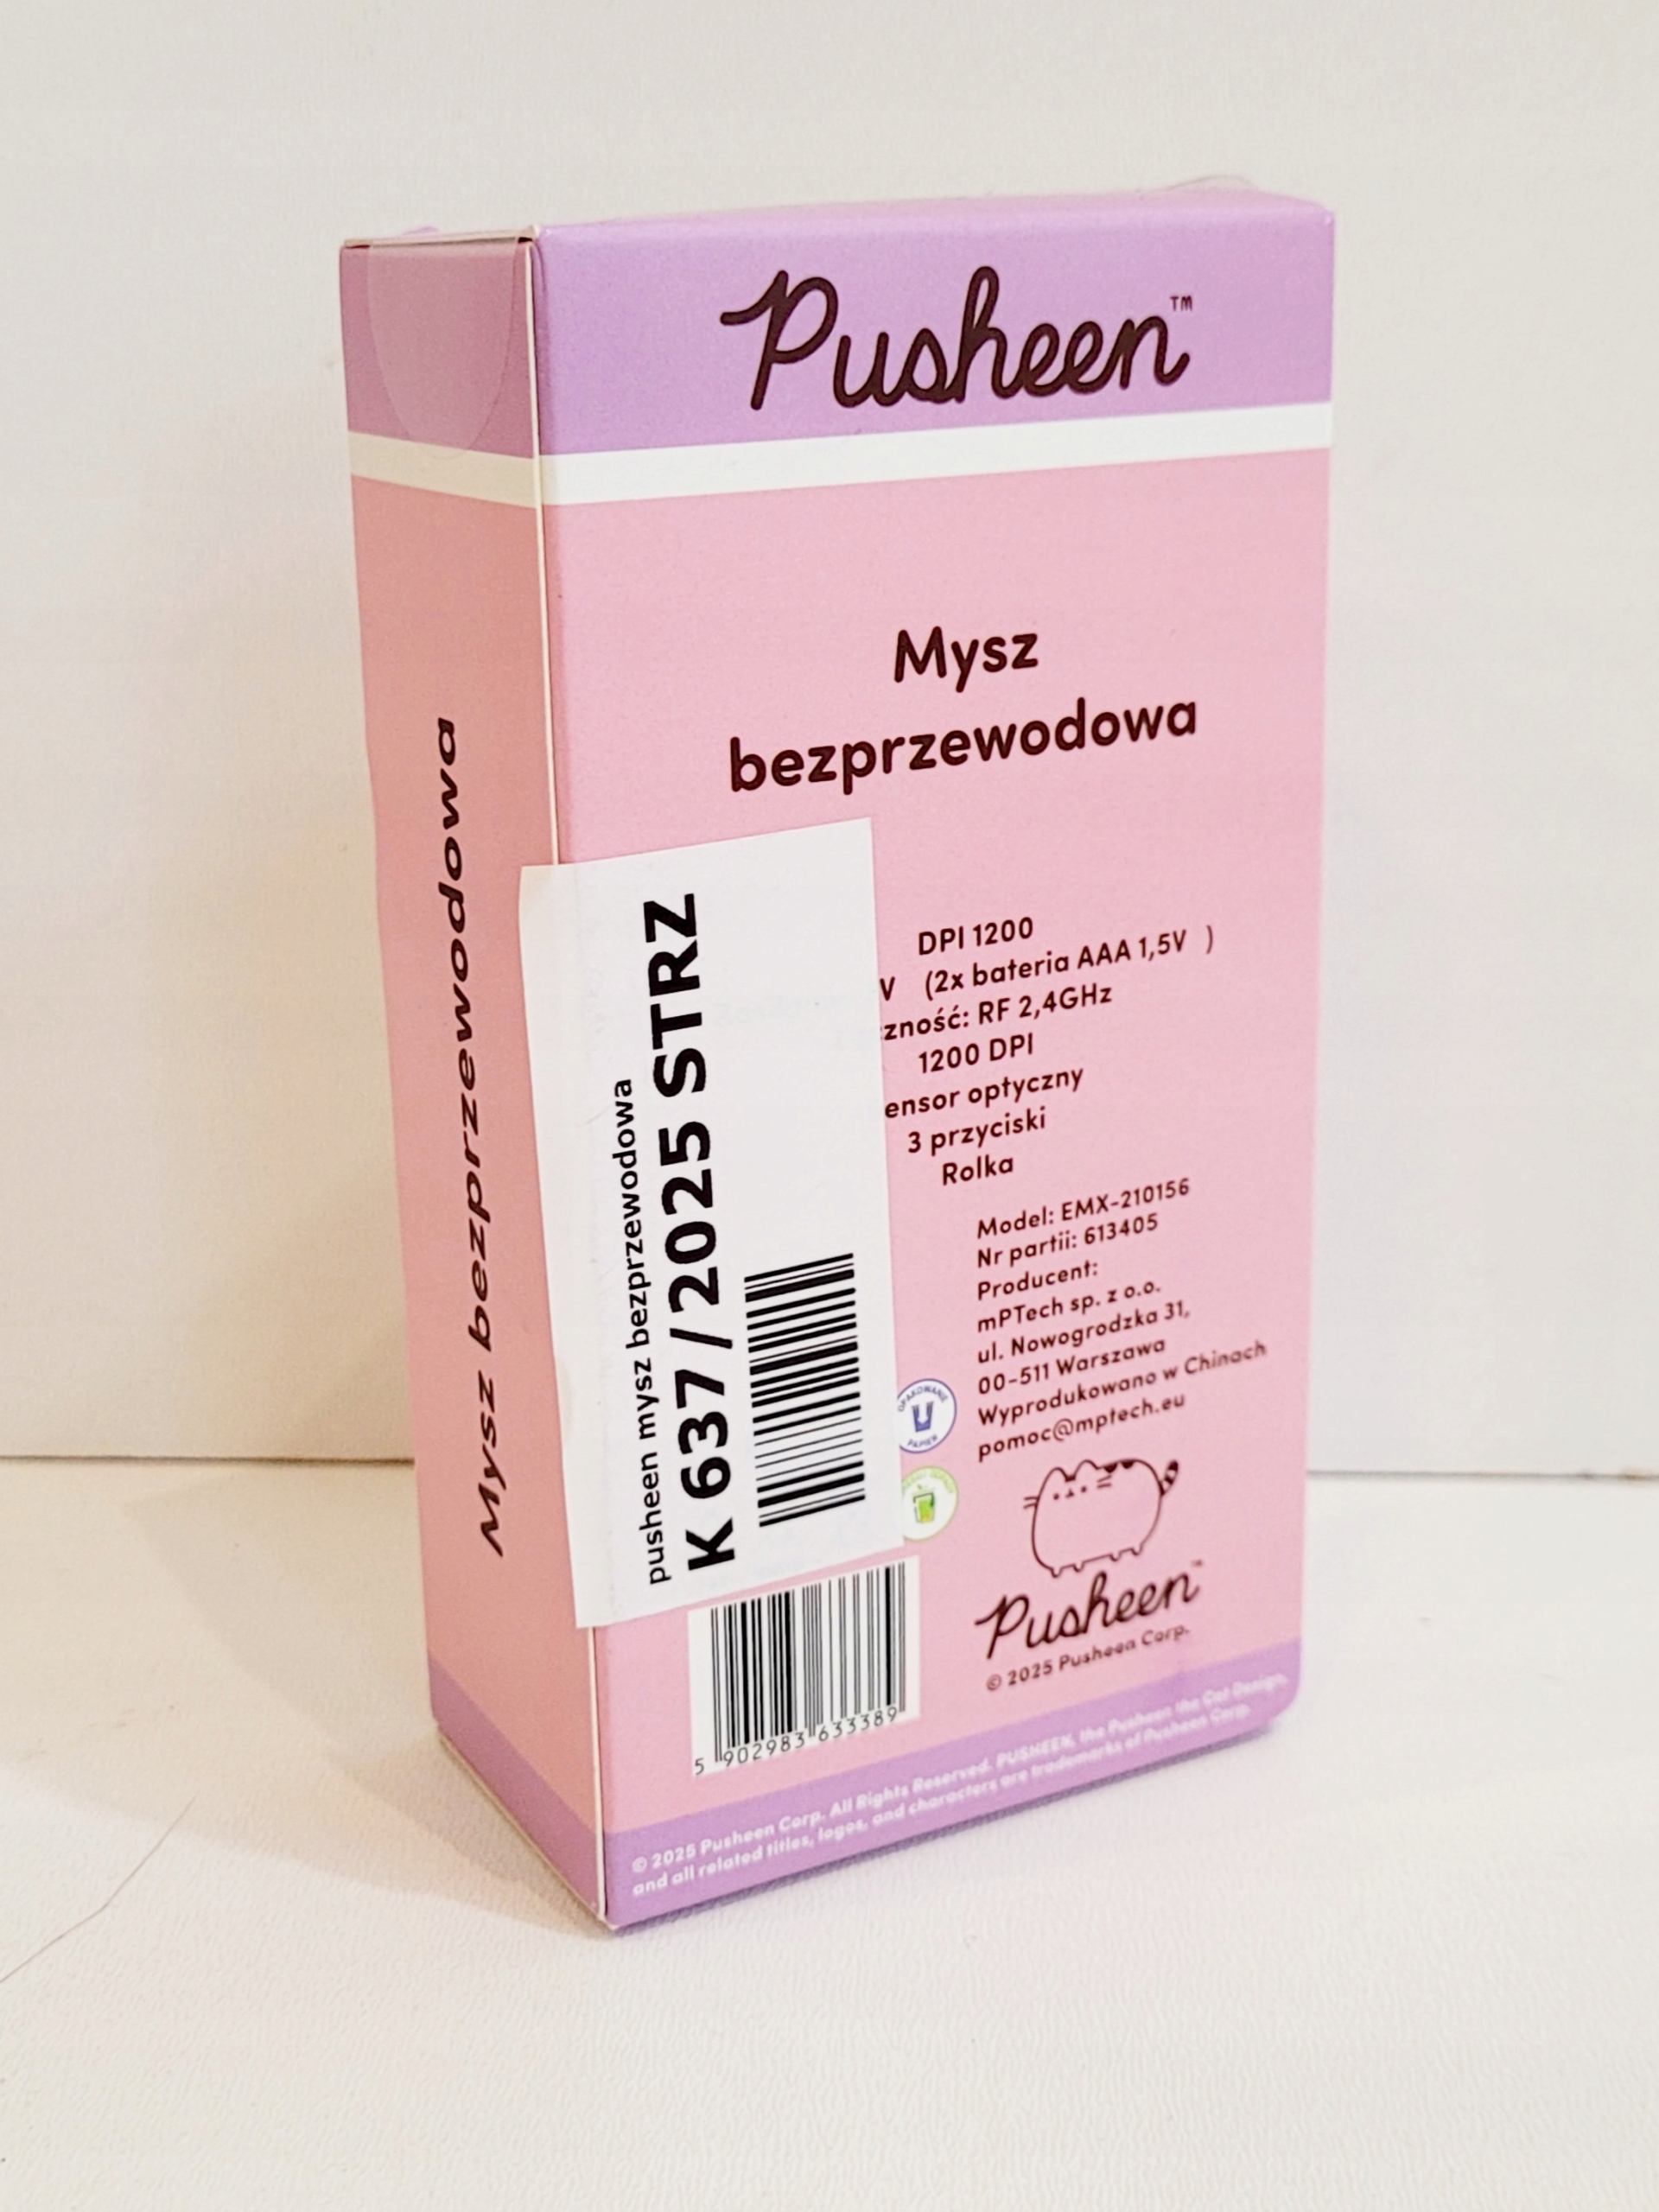 Pusheen™
Mysz
bezprzewodowa
Mysz bezprzewodowa
pusheen mysz bezprzewodowa
K 637/2025 STRZ
DPI 1200
V (2x bateria AAA 1,5V )
zność: RF 2,4GHz
1200 DPI
ensor optyczny
3 przyciski
Rolka
Model: EMX-210156
Nr partii: 613405
Producent:
mPTech sp. z o.o.
ul. Nowogrodzka 31,
00-511 Warszawa
Wyprodukowano w Chinach
pomoc@mptech.eu
OPAKOWANIE
PAPIER
Pusheen™
© 2025 Pusheen Corp.
5 902983 633389
© 2025 Pusheen Corp. All Rights Reserved. PUSHEEN, the Pusheen the Cat Design,
and all related titles, logos, and characters are trademarks of Pusheen Corp.